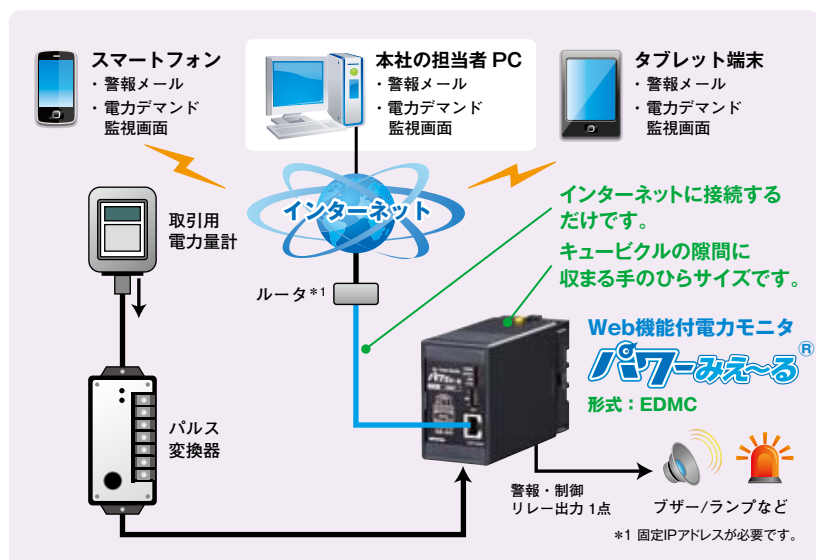 スマートフォン
・警報メール
・電力デマンド
監視画面
本社の担当者 PC
・警報メール
・電力デマンド
監視画面
タブレット端末
・警報メール
・電力デマンド
監視画面
インターネット
取引用
電力量計
インターネットに接続する
だけです。
キュービクルの隙間に
収まる手のひらサイズです。
ルータ*1
Web機能付電力モニタ
パワーみえ~る®
形式：EDMC
パルス
変換器
警報・制御
リレー出力 1点
ブザー/ランプなど
*1 固定IPアドレスが必要です。